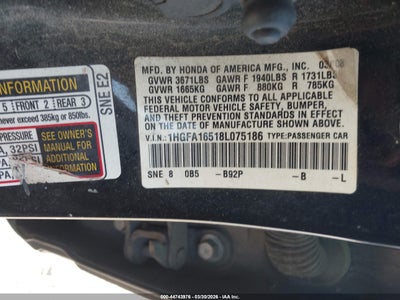 SNE E2
INFORMATION
5 FRONT 2 REAR 3
never exceed 385kg or 850lbs.
PRESSURE
32PSI
SEE OWNER'S
MANUAL FOR
ADDITIONAL
INFORMATION
MFD. BY HONDA OF AMERICA MFG., INC.
GVWR 3671LBS GAWR F 1940LBS R 1731LBS
GVWR 1665KG GAWR F 880KG R 785KG
THIS VEHICLE CONFORMS TO ALL APPLICABLE
FEDERAL MOTOR VEHICLE SAFETY, BUMPER,
AND THEFT PREVENTION STANDARDS IN EFFECT ON
THE DATE OF MANUFACTURE SHOWN ABOVE.
V.I.N.: 1HGFA16518L075186 TYPE: PASSENGER CAR
SNE 8 0B5 -B92P -B -L
000-44743976 - 03/30/2026 - IAAI.COM